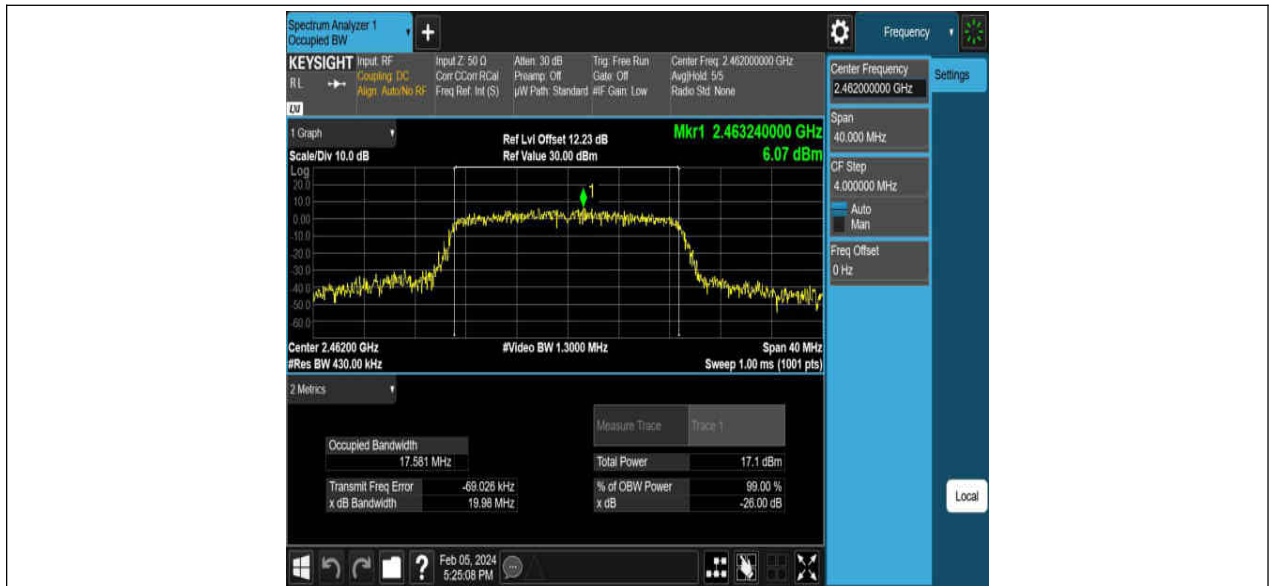 Spectrum Analyzer 1
Occupied BW
+
Frequency
KEYSIGHT Input: RF Input Z: 50 Ω Atten: 30 dB Trig: Free Run Center Freq: 2.462000000 GHz
RL Coupling: DC Corr CCorr RCal Preamp: Off Gate: Off Avg|Hold: 5/5
Align: Auto/No RF Freq Ref: Int (S) µW Path: Standard #IF Gain: Low Radio Std: None
LXI
Center Frequency
2.462000000 GHz
Settings
Span
40.000 MHz
CF Step
4.000000 MHz
Auto
Man
Freq Offset
0 Hz
Local
1 Graph
Ref Lvl Offset 12.23 dB
Mkr1 2.463240000 GHz
Scale/Div 10.0 dB Ref Value 30.00 dBm 6.07 dBm
Log
20.0
10.0
0.00
-10.0
-20.0
-30.0
-40.0
-50.0
-60.0
1
Center 2.46200 GHz #Video BW 1.3000 MHz Span 40 MHz
#Res BW 430.00 kHz Sweep 1.00 ms (1001 pts)
2 Metrics
Measure Trace Trace 1
Occupied Bandwidth
17.581 MHz
Total Power 17.1 dBm
Transmit Freq Error -69.026 kHz % of OBW Power 99.00 %
x dB Bandwidth 19.98 MHz x dB -26.00 dB
?
Feb 05, 2024
5:25:08 PM